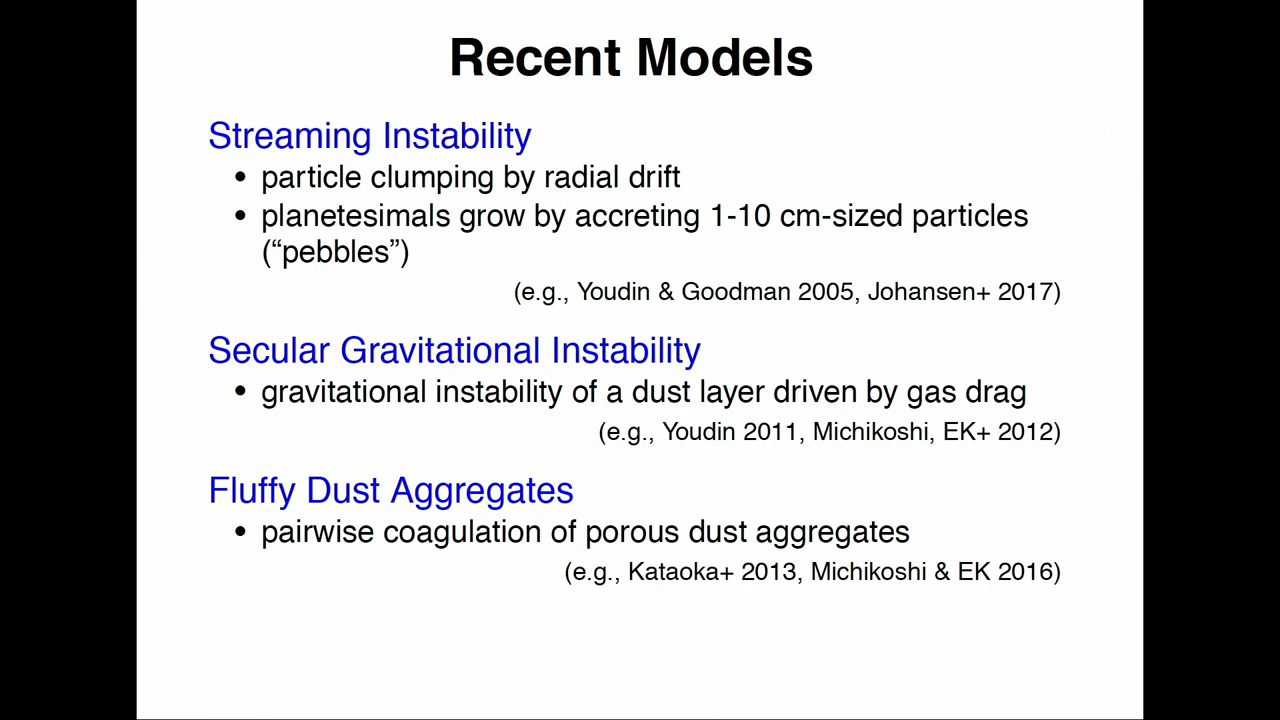 Recent Models
Streaming Instability
• particle clumping by radial drift
• planetesimals grow by accreting 1-10 cm-sized particles
(“pebbles”)
(e.g., Youdin & Goodman 2005, Johansen+ 2017)
Secular Gravitational Instability
• gravitational instability of a dust layer driven by gas drag
(e.g., Youdin 2011, Michikoshi, EK+ 2012)
Fluffy Dust Aggregates
• pairwise coagulation of porous dust aggregates
(e.g., Kataoka+ 2013, Michikoshi & EK 2016)